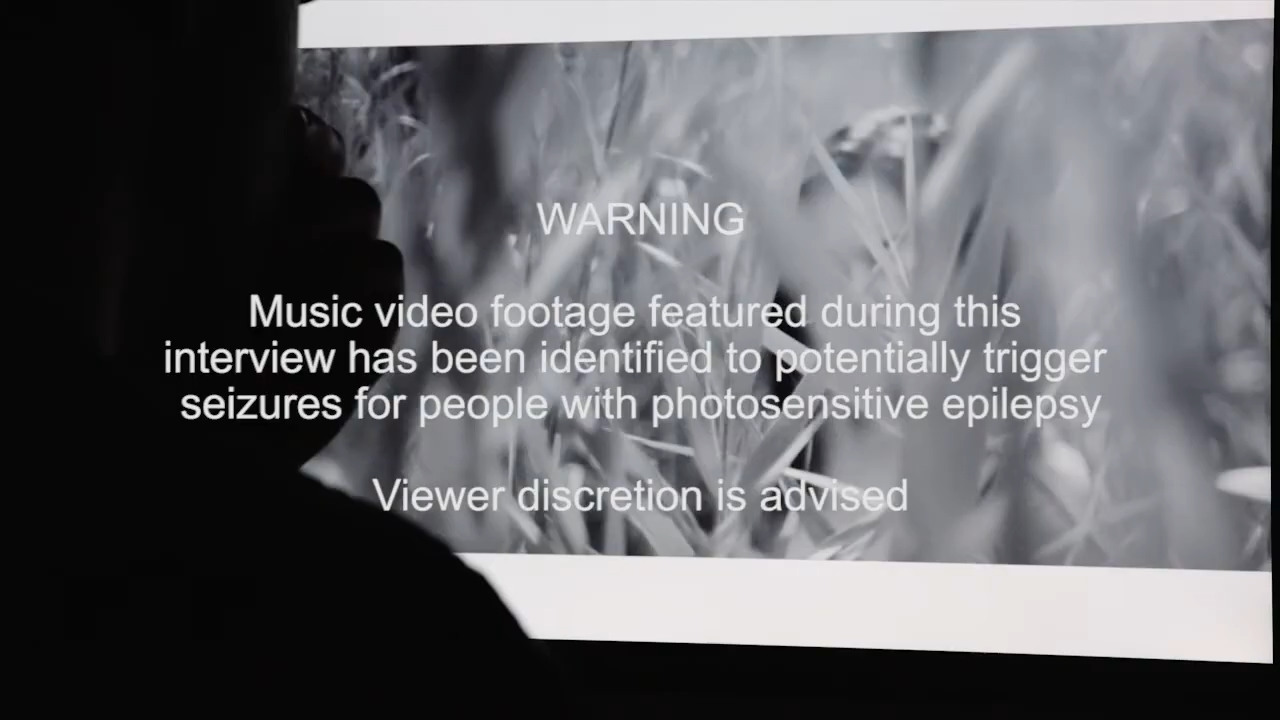 WARNING
Music video footage featured during this
interview has been identified to potentially trigger
seizures for people with photosensitive epilepsy
Viewer discretion is advised